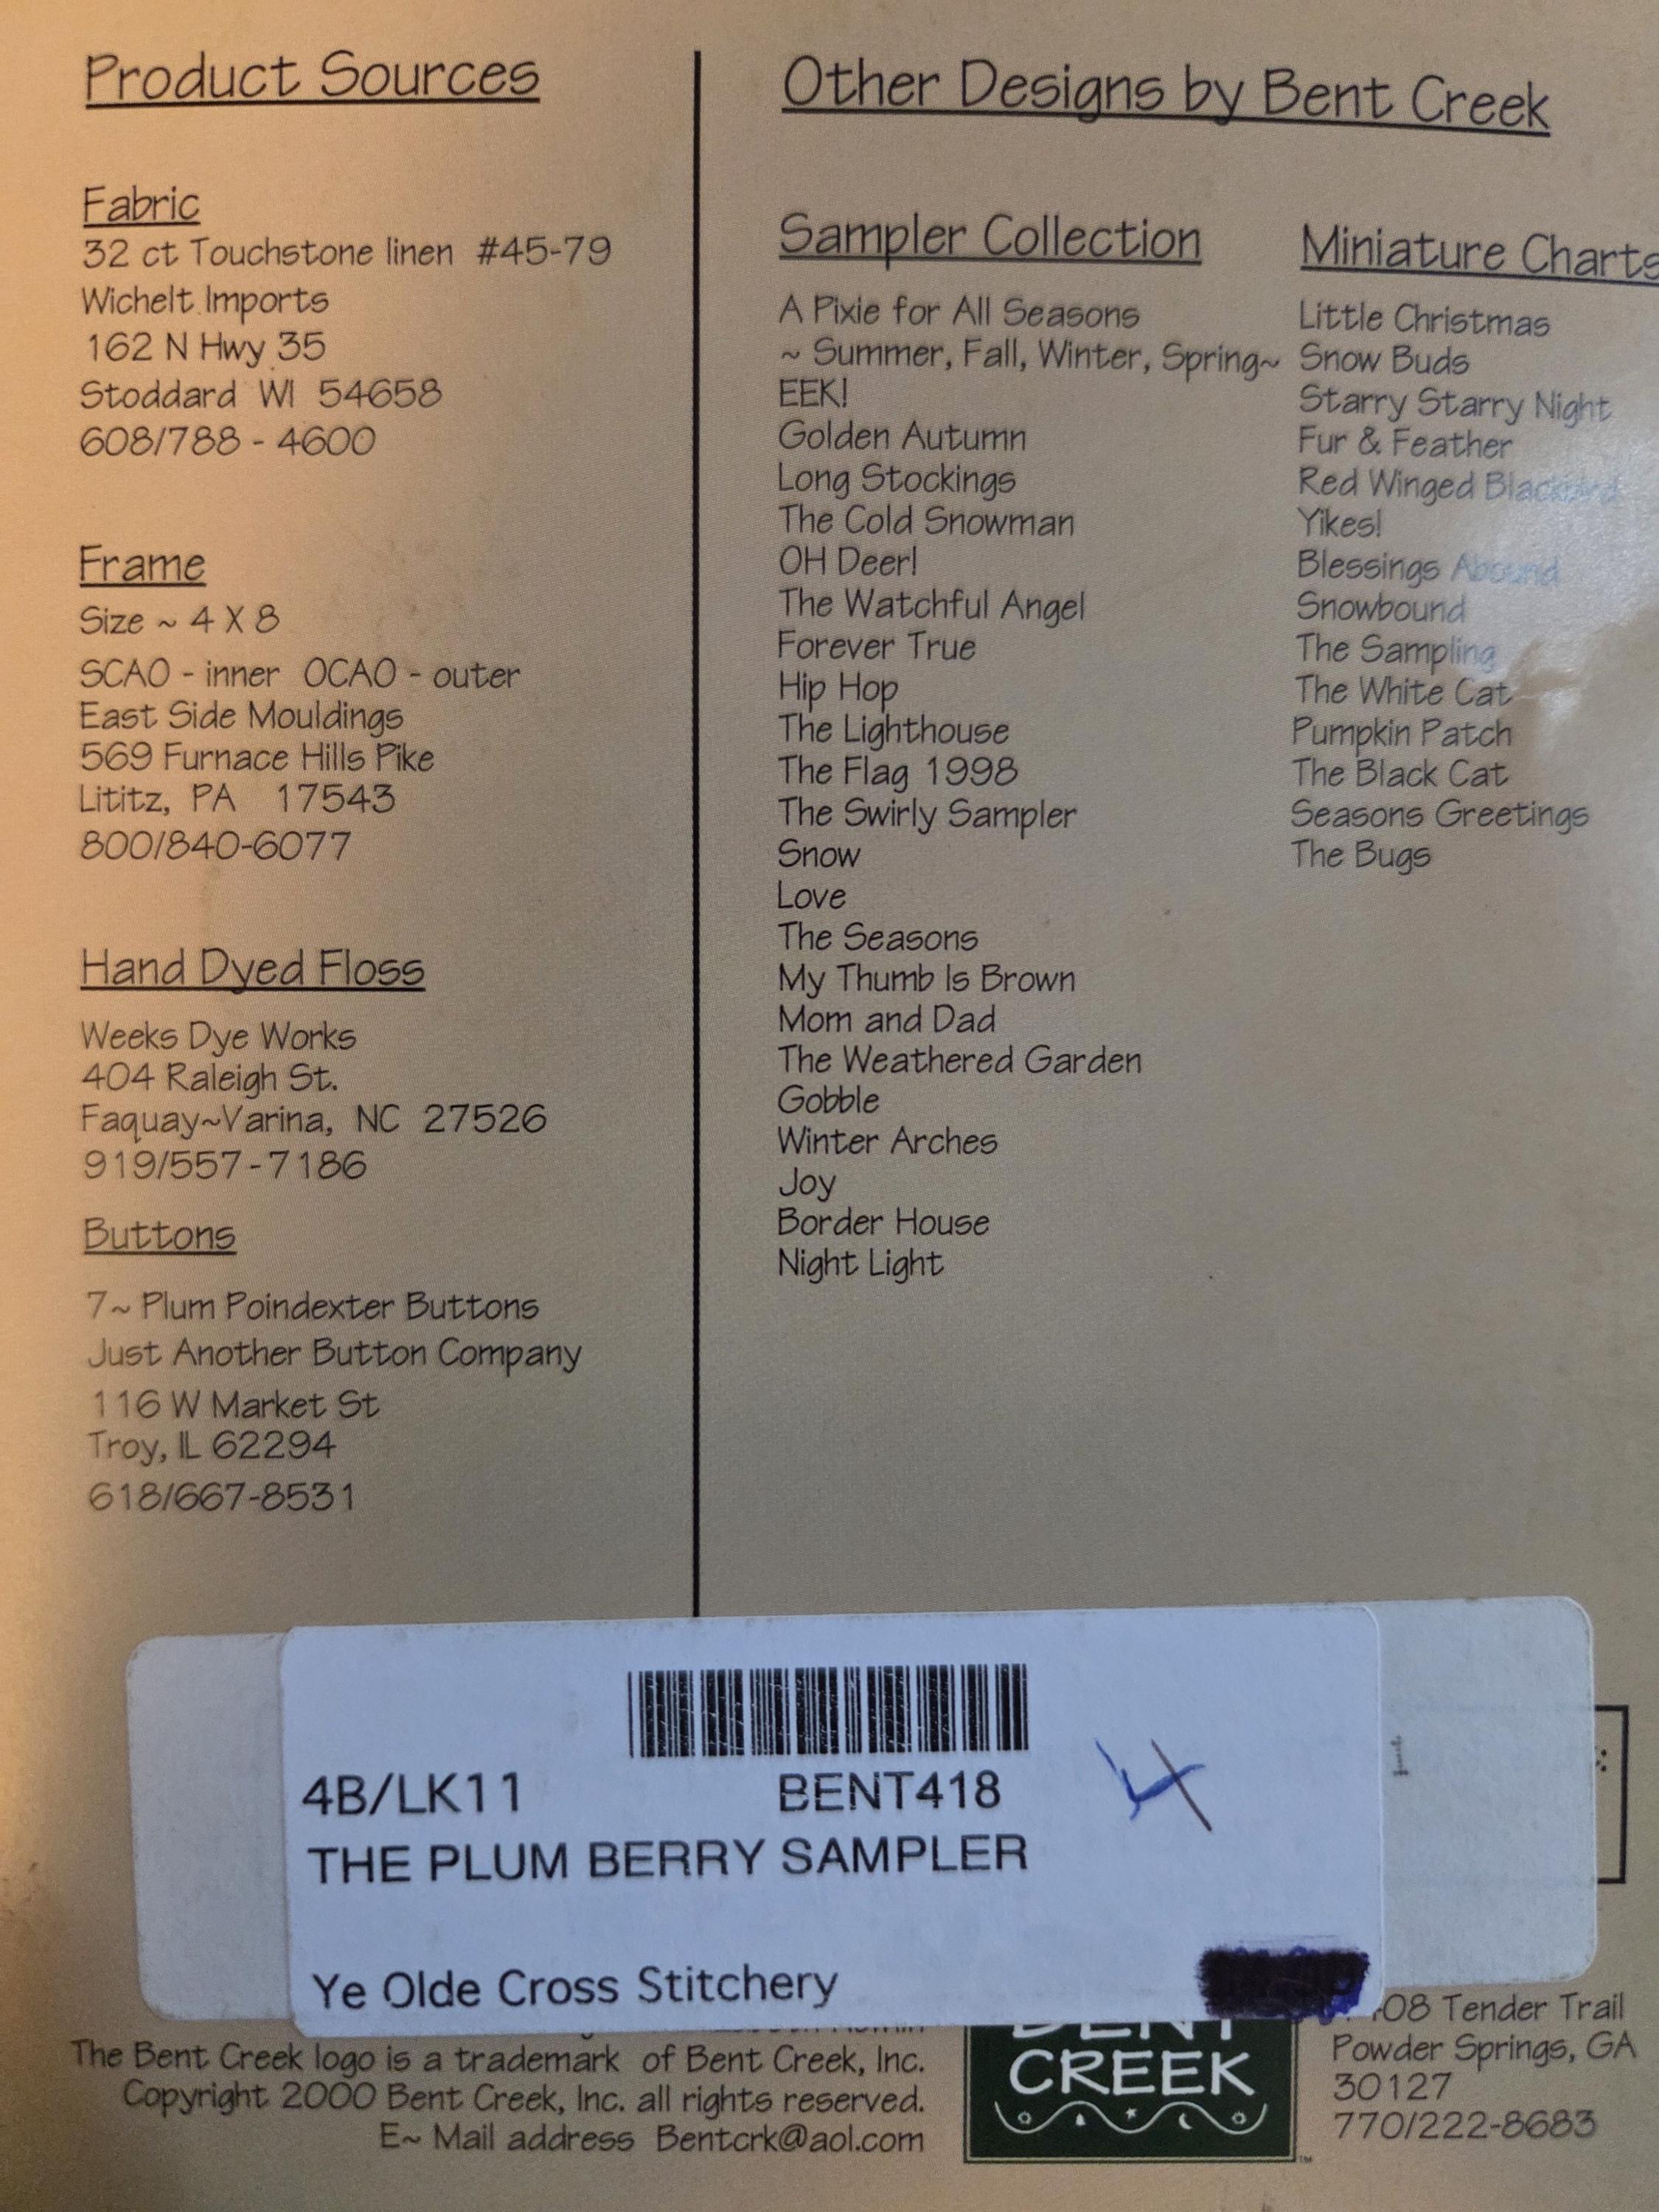 Product Sources
Fabric
32 ct Touchstone linen #45-79
Wichelt Imports
162 N Hwy 35
Stoddard WI 54658
608/788 - 4600
Frame
Size ~ 4 X 8
SCAO - inner OCAO - outer
East Side Mouldings
569 Furnace Hills Pike
Lititz, PA 17543
800/840-6077
Hand Dyed Floss
Weeks Dye Works
404 Raleigh St.
Faquay~Varina, NC 27526
919/557-7186
Buttons
7~ Plum Poindexter Buttons
Just Another Button Company
116 W Market St
Troy, IL 62294
618/667-8531
Other Designs by Bent Creek
Sampler Collection
A Pixie for All Seasons
~ Summer, Fall, Winter, Spring~
EEK!
Golden Autumn
Long Stockings
The Cold Snowman
OH Deer!
The Watchful Angel
Forever True
Hip Hop
The Lighthouse
The Flag 1998
The Swirly Sampler
Snow
Love
The Seasons
My Thumb Is Brown
Mom and Dad
The Weathered Garden
Gobble
Winter Arches
Joy
Border House
Night Light
Miniature Charts
Little Christmas
Snow Buds
Starry Starry Night
Fur & Feather
Red Winged Blackbird
Yikes!
Blessings Abound
Snowbound
The Sampling
The White Cat
Pumpkin Patch
The Black Cat
Seasons Greetings
The Bugs
4B/LK11 BENT418
THE PLUM BERRY SAMPLER
Ye Olde Cross Stitchery
The Bent Creek logo is a trademark of Bent Creek, Inc.
Copyright 2000 Bent Creek, Inc. all rights reserved.
E~ Mail address Bentcrk@aol.com
BENT
CREEK
TM
08 Tender Trail
Powder Springs, GA
30127
770/222-8683